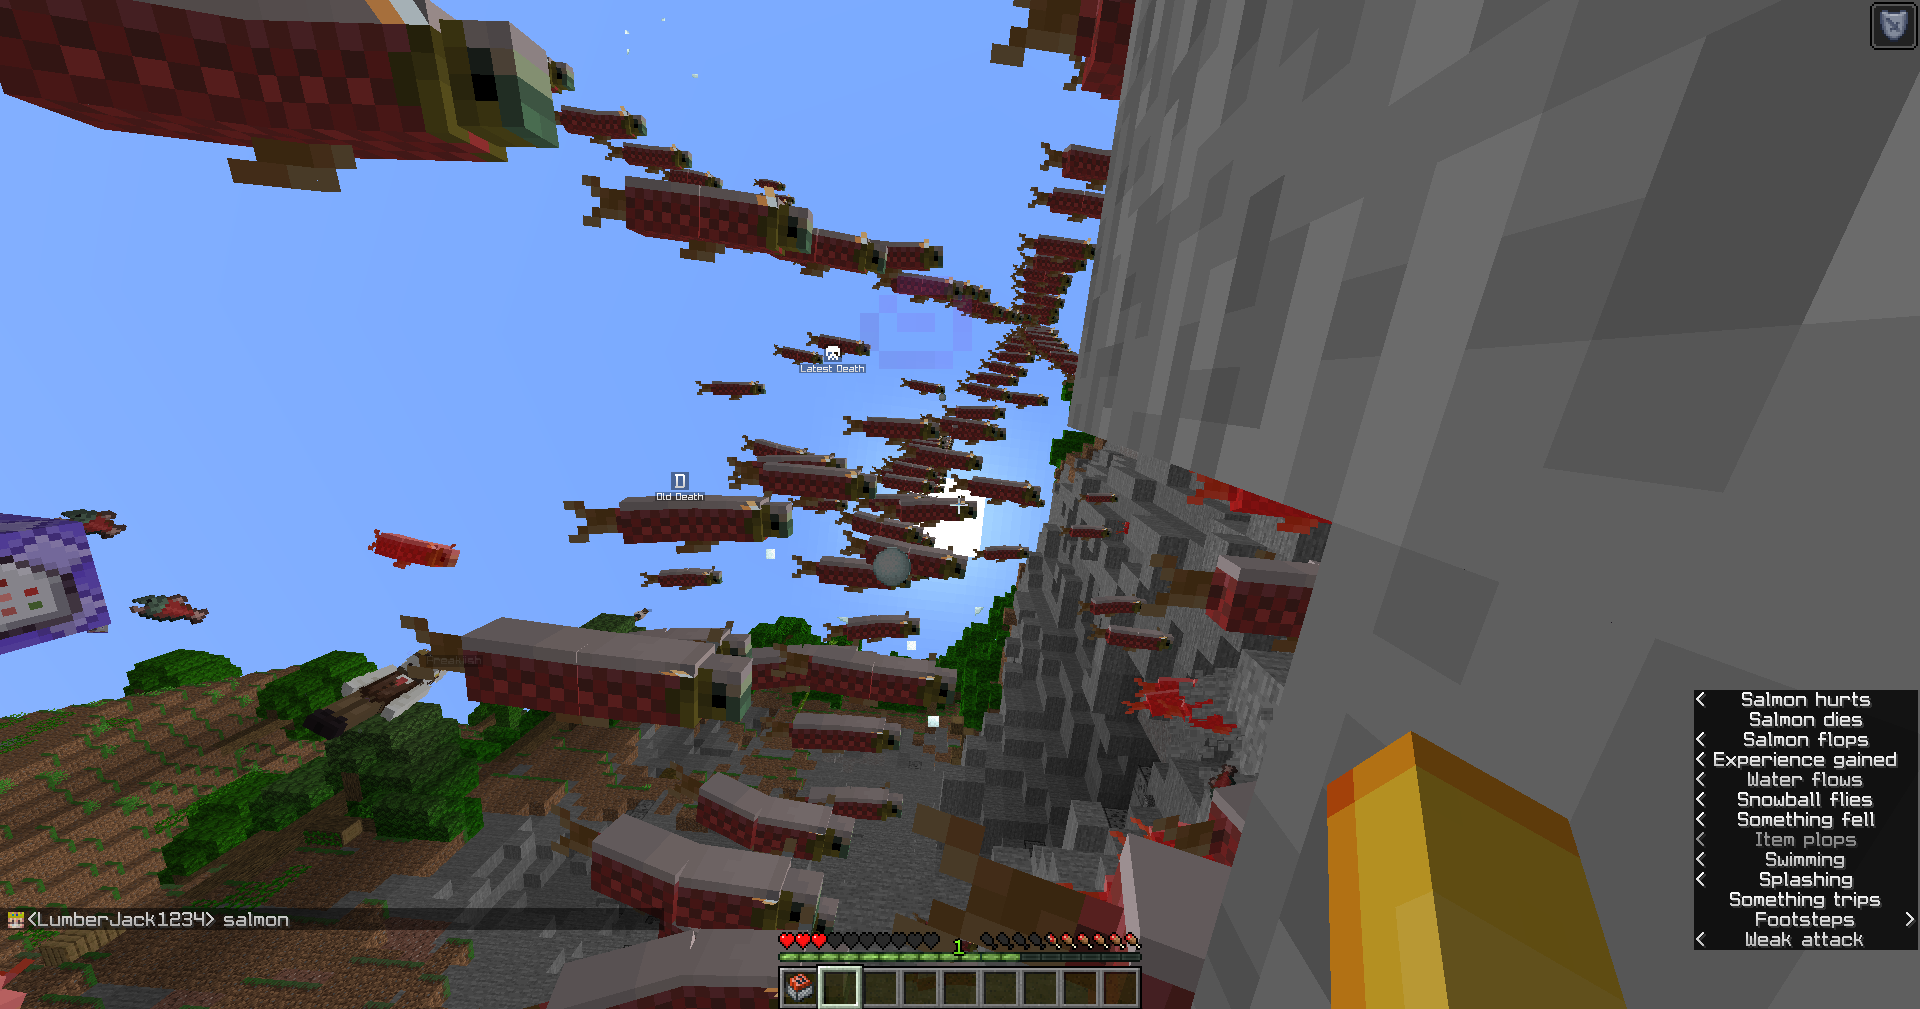 Latest Death
D
Old Death
Freakish
< Salmon hurts
Salmon dies
< Salmon flops
< Experience gained
< Water flows
< Snowball flies
< Something fell
< Item plops
< Swimming
< Splashing
Something trips
Footsteps >
< Weak attack
<LumberJack1234> salmon
1